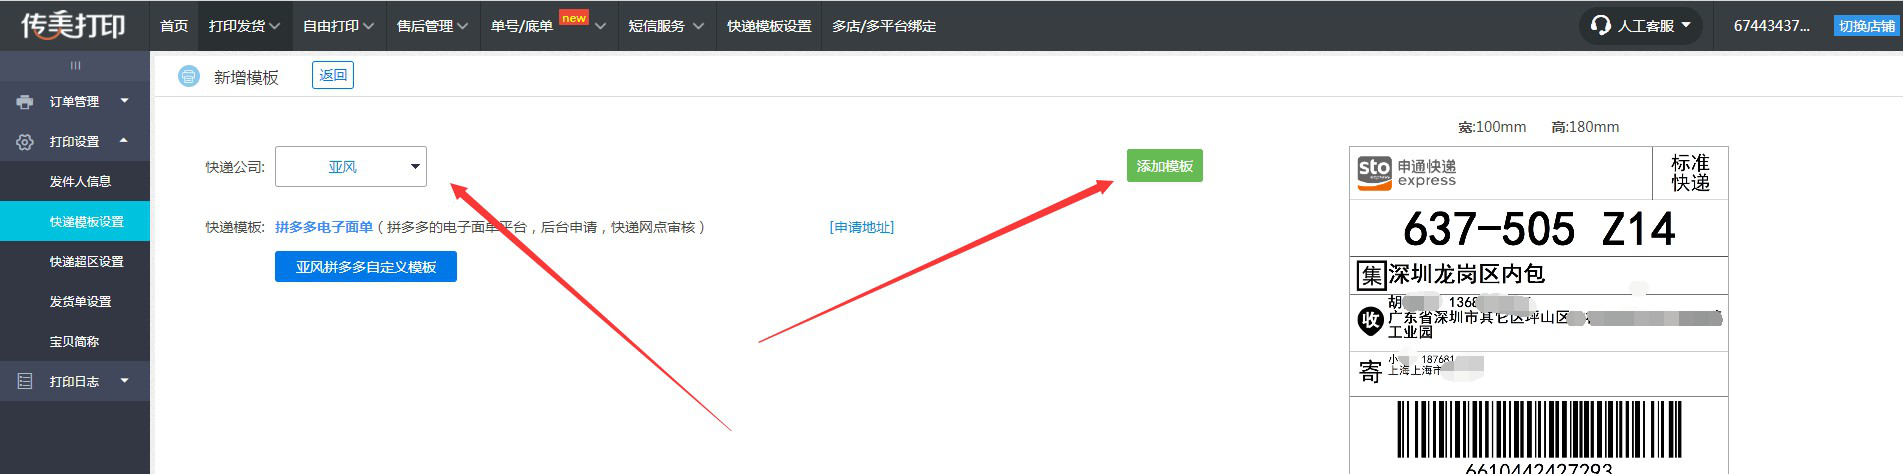 传美打印
首页 打印发货 自由打印 售后管理 单号/底单 new 短信服务 快递模板设置 多店/多平台绑定 人工客服 67443437... 切换店铺
订单管理
打印设置
发件人信息
快递模板设置
快递超区设置
发货单设置
宝贝简称
打印日志
新增模板 返回
快递公司: 亚风 添加模板
快递模板: 拼多多电子面单（拼多多的电子面单平台，后台申请，快递网点审核） [申请地址]
亚风拼多多自定义模板
宽:100mm 高:180mm
sto 申通快递
express
标准
快递
637-505 Z14
集 深圳龙岗区内包
收 胡 1368
广东省深圳市其它区坪山区
工业园
寄 小 187681
上海上海市
6610442427293